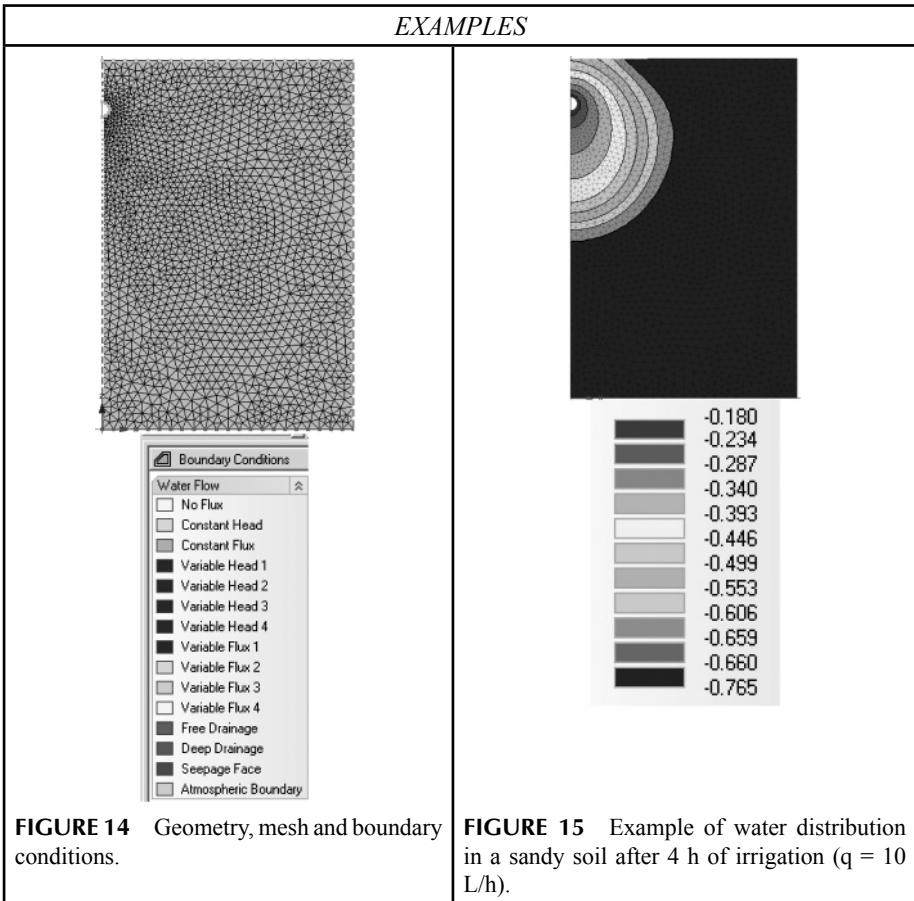 EXAMPLES
Boundary Conditions
Water Flow
No Flux
Constant Head
Constant Flux
Variable Head 1
Variable Head 2
Variable Head 3
Variable Head 4
Variable Flux 1
Variable Flux 2
Variable Flux 3
Variable Flux 4
Free Drainage
Deep Drainage
Seepage Face
Atmospheric Boundary
FIGURE 14 Geometry, mesh and boundary
conditions.
-0.180
-0.234
-0.287
-0.340
-0.393
-0.446
-0.499
-0.553
-0.606
-0.659
-0.660
-0.765
FIGURE 15 Example of water distribution
in a sandy soil after 4 h of irrigation (q = 10
L/h).